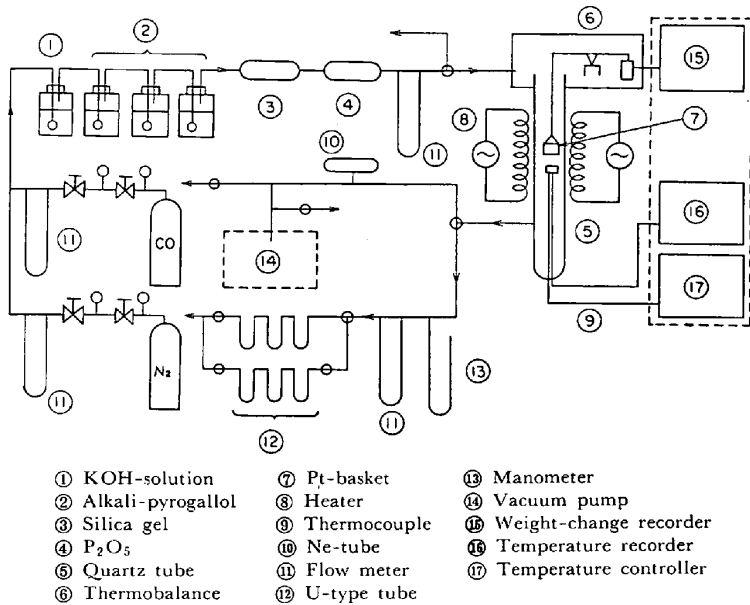 ① ② ⑥
③ ④ ⑮
⑧ ⑦
⑩ ⑪
⑪ CO ⑭ ⑤ ⑯
⑰
⑨
N₂ ⑬
⑪ ⑪
⑫
① KOH-solution
② Alkali-pyrogallol
③ Silica gel
④ P₂O₅
⑤ Quartz tube
⑥ Thermobalance
⑦ Pt-basket
⑧ Heater
⑨ Thermocouple
⑩ Ne-tube
⑪ Flow meter
⑫ U-type tube
⑬ Manometer
⑭ Vacuum pump
⑮ Weight-change recorder
⑯ Temperature recorder
⑰ Temperature controller